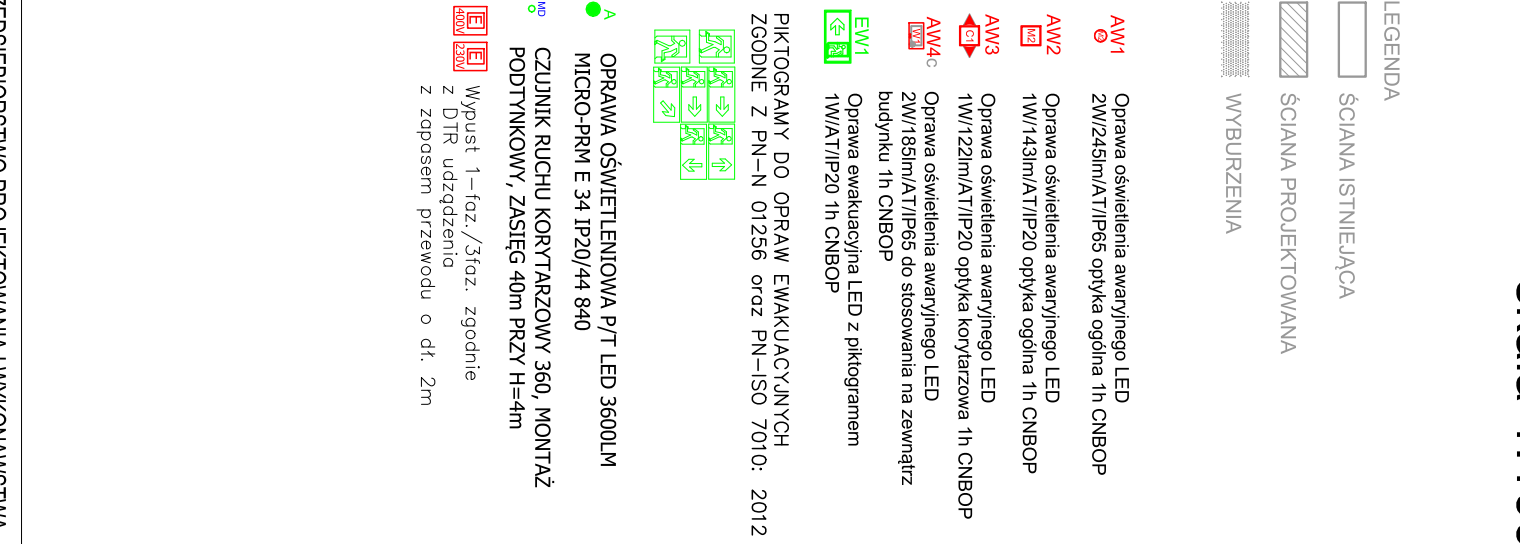 LEGENDA
ŚCIANA ISTNIEJĄCA
ŚCIANA PROJEKTOWANA
WYBURZENIA
AW1
Oprawa oświetlenia awaryjnego LED
2W/245lm/AT/IP65 optyka ogólna 1h CNBOP
AW2
M2
Oprawa oświetlenia awaryjnego LED
1W/143lm/AT/IP20 optyka ogólna 1h CNBOP
AW3
C1
Oprawa oświetlenia awaryjnego LED
1W/122lm/AT/IP20 optyka korytarzowa 1h CNBOP
AW4c
W1
Oprawa oświetlenia awaryjnego LED
2W/185lm/AT/IP65 do stosowania na zewnątrz
budynku 1h CNBOP
EW1
Oprawa ewakuacyjna LED z piktogramem
1W/AT/IP20 1h CNBOP
PIKTOGRAMY DO OPRAW EWAKUACYJNYCH
ZGODNE Z PN-N 01256 oraz PN-ISO 7010: 2012
A
OPRAWA OŚWIETLENIOWA P/T LED 3600LM
MICRO-PRM E 34 IP20/44 840
MD
CZUJNIK RUCHU KORYTARZOWY 360, MONTAŻ
PODTYNKOWY, ZASIĘG 40m PRZY H=4m
E 400V
E 230V
Wypust 1-faz./3faz. zgodnie
z DTR udządzenia
z zapasem przewodu o dł. 2m